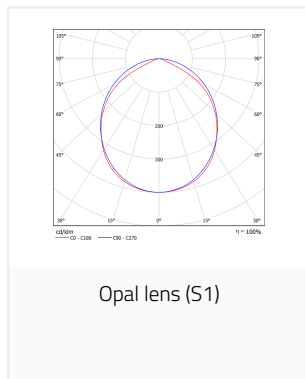 105° 105°
90° 90°
75° 75°
60° 60°
200
45° 45°
300
30° 15° 0° 15° 30°
cd/klm η = 100%
C0 - C180 C90 - C270
Opal lens (S1)